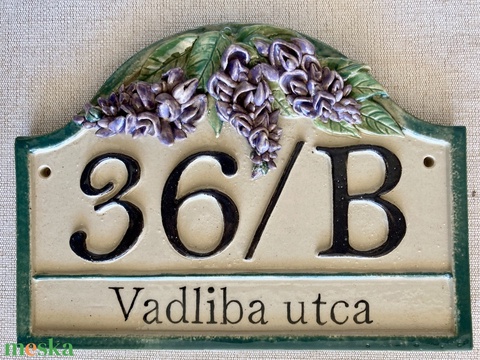 36/B
Vadliba utca
meska